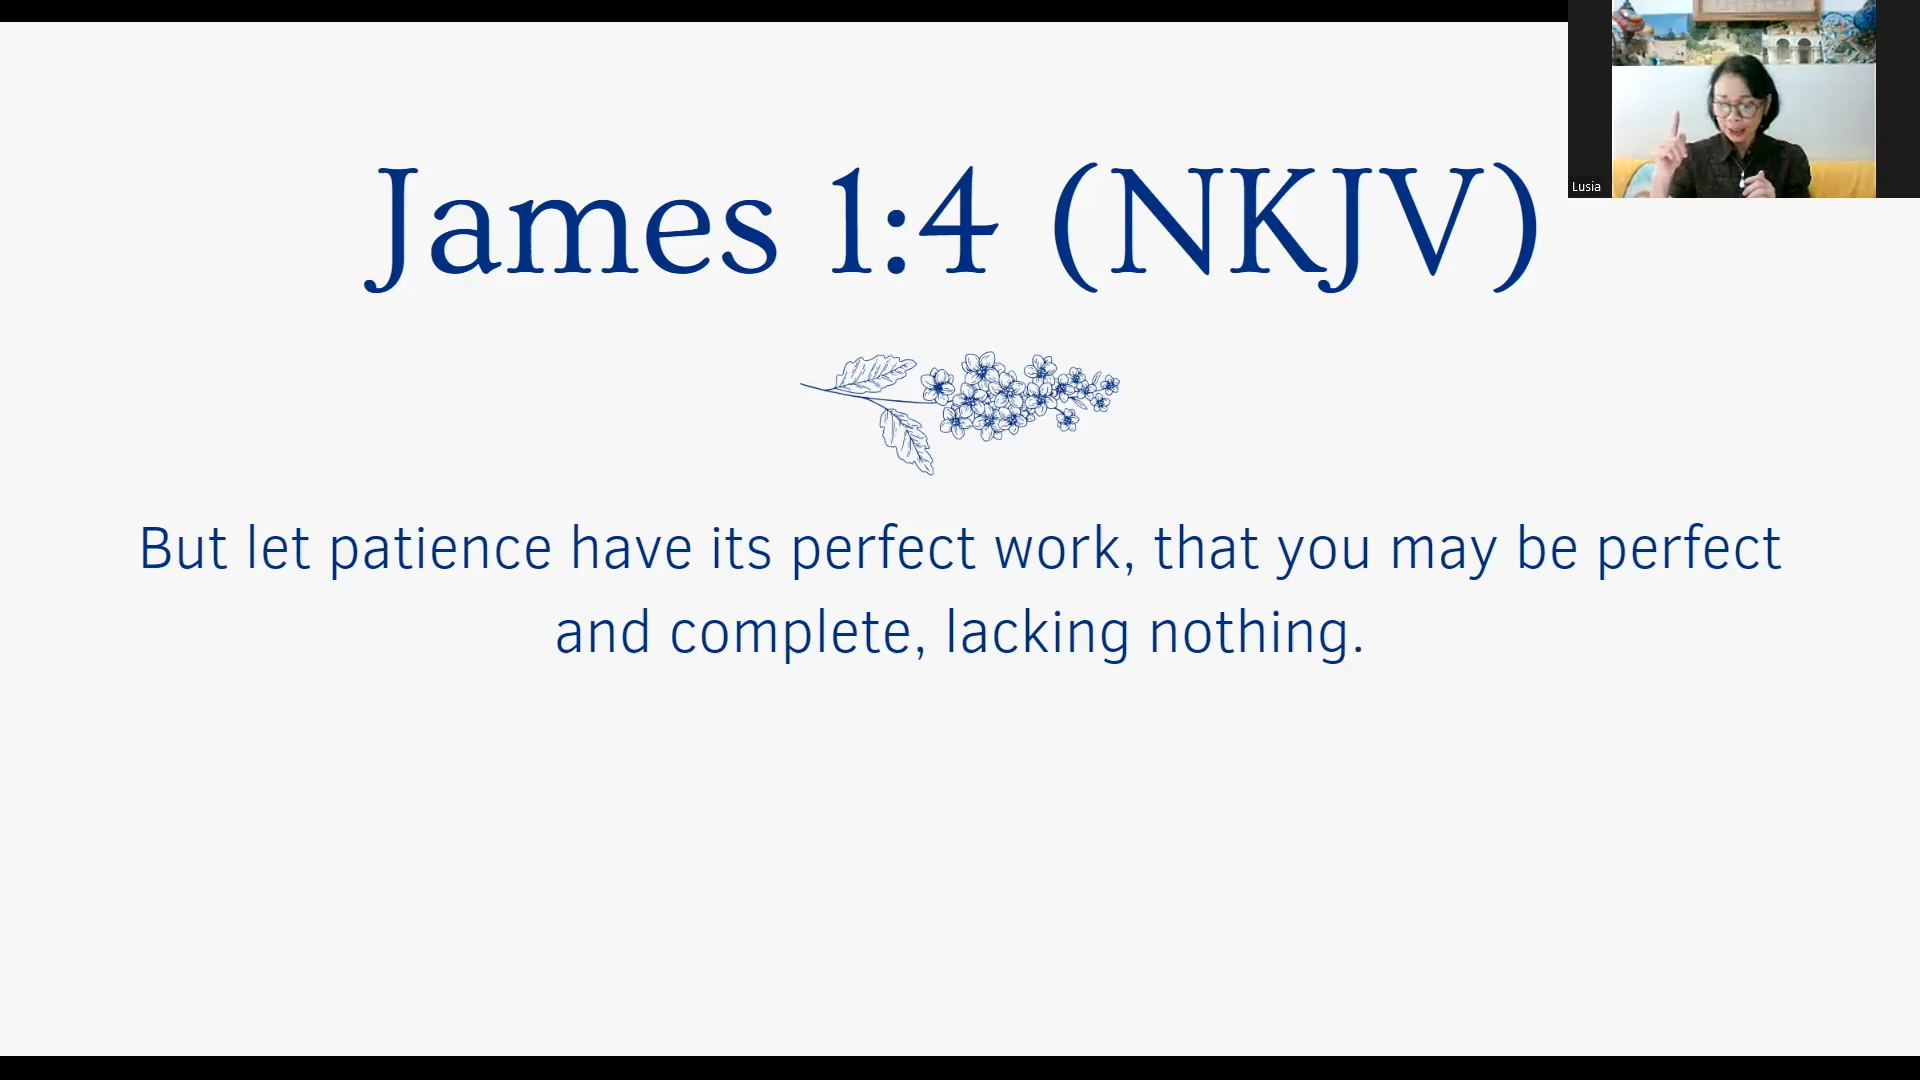 James 1:4 (NKJV)
But let patience have its perfect work, that you may be perfect
and complete, lacking nothing.
Lusia